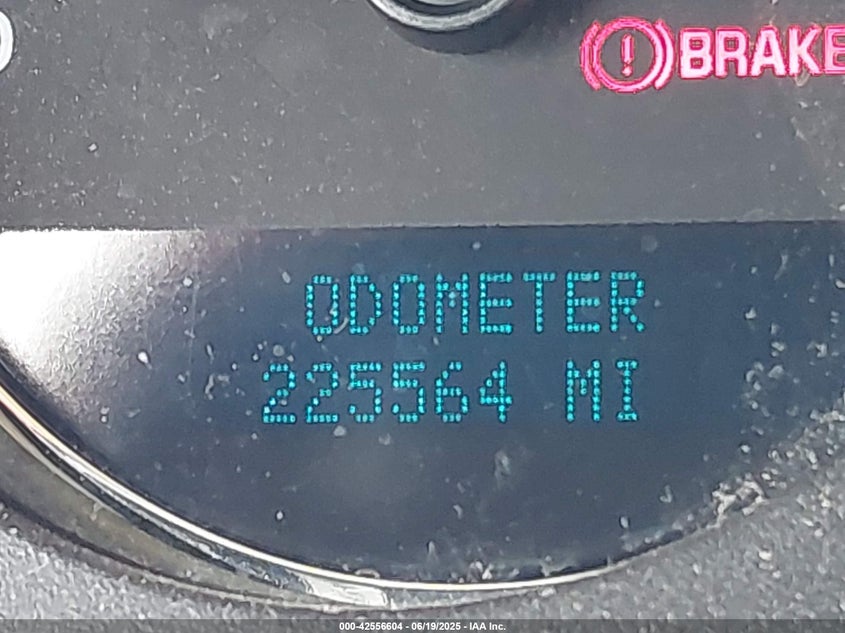 BRAKE
ODOMETER
225564 MI
000-42556604 - 06/19/2025 - IAA Inc.